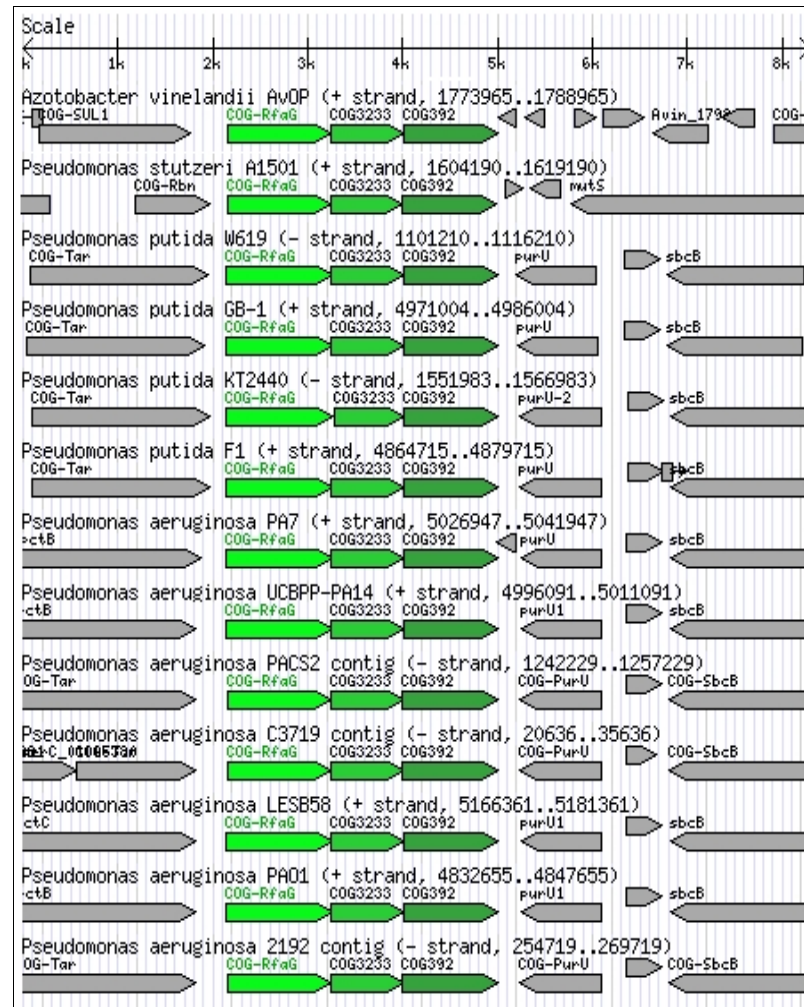 Scale
k 1k 2k 3k 4k 5k 6k 7k 8k
Azotobacter vinelandii AvOP (+ strand, 1773965..1788965)
COG-SUL1 COG-RfaG COG3233 COG392 Avin_1798 COG-
Pseudomonas stutzeri A1501 (+ strand, 1604190..1619190)
COG-Rbn COG-RfaG COG3233 COG392 mutS
Pseudomonas putida W619 (- strand, 1101210..1116210)
COG-Tar COG-RfaG COG3233 COG392 purU sbcB
Pseudomonas putida GB-1 (+ strand, 4971004..4986004)
COG-Tar COG-RfaG COG3233 COG392 purU sbcB
Pseudomonas putida KT2440 (- strand, 1551983..1566983)
COG-Tar COG-RfaG COG3233 COG392 purU-2 sbcB
Pseudomonas putida F1 (+ strand, 4864715..4879715)
COG-Tar COG-RfaG COG3233 COG392 purU sbcB
Pseudomonas aeruginosa PA7 (+ strand, 5026947..5041947)
ctB COG-RfaG COG3233 COG392 purU sbcB
Pseudomonas aeruginosa UCBPP-PA14 (+ strand, 4996091..5011091)
ctB COG-RfaG COG3233 COG392 purU1 sbcB
Pseudomonas aeruginosa PACS2 contig (- strand, 1242229..1257229)
OG-Tar COG-RfaG COG3233 COG392 COG-PurU COG-SbcB
Pseudomonas aeruginosa C3719 contig (- strand, 20636..35636)
COG-RfaG COG3233 COG392 COG-PurU COG-SbcB
Pseudomonas aeruginosa LESB58 (+ strand, 5166361..5181361)
ctC COG-RfaG COG3233 COG392 purU1 sbcB
Pseudomonas aeruginosa PAO1 (+ strand, 4832655..4847655)
ctB COG-RfaG COG3233 COG392 purU1 sbcB
Pseudomonas aeruginosa 2192 contig (- strand, 254719..269719)
OG-Tar COG-RfaG COG3233 COG392 COG-PurU COG-SbcB